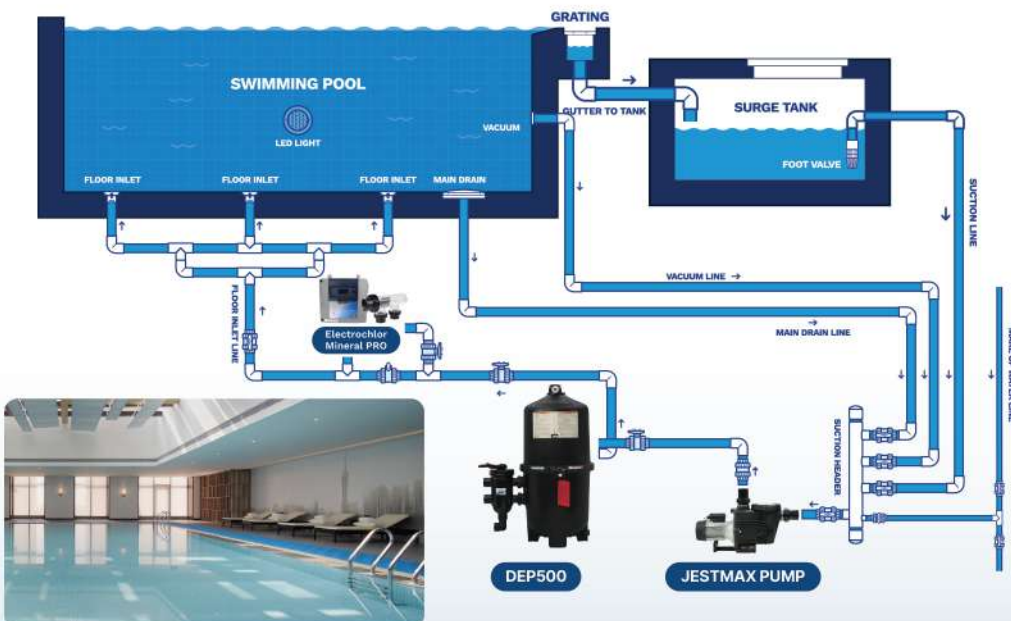 GRATING
SWIMMING POOL
LED LIGHT
VACUUM
GUTTER TO TANK
SURGE TANK
FOOT VALVE
FLOOR INLET
FLOOR INLET
FLOOR INLET
MAIN DRAIN
SUCTION LINE
VACUUM LINE
MAIN DRAIN LINE
FLOOR INLET LINE
Electrochlor
Mineral PRO
SUCTION HEADER
DEP500
JESTMAX PUMP